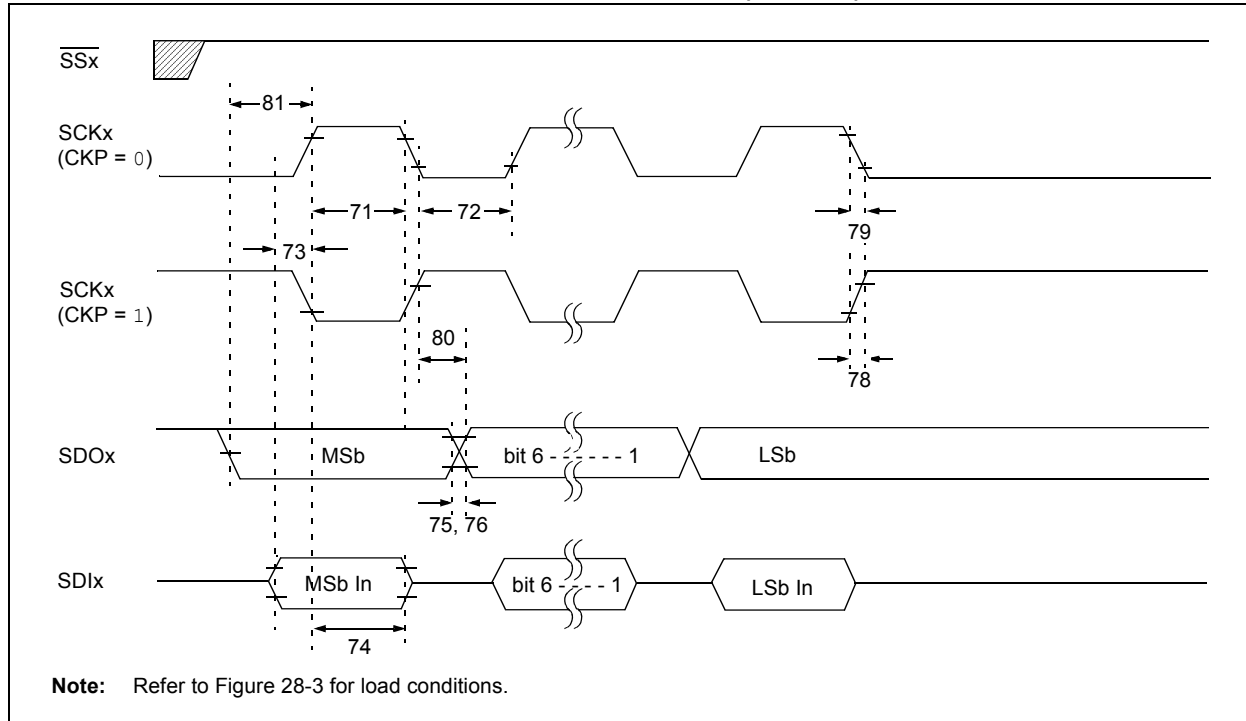 SSx
81
SCKx
(CKP = 0)
71
72
79
73
SCKx
(CKP = 1)
80
78
SDOx
MSb
bit 6 - - - - - - 1
LSb
75, 76
SDIx
MSb In
bit 6 - - - - - 1
LSb In
74
Note: Refer to Figure 28-3 for load conditions.